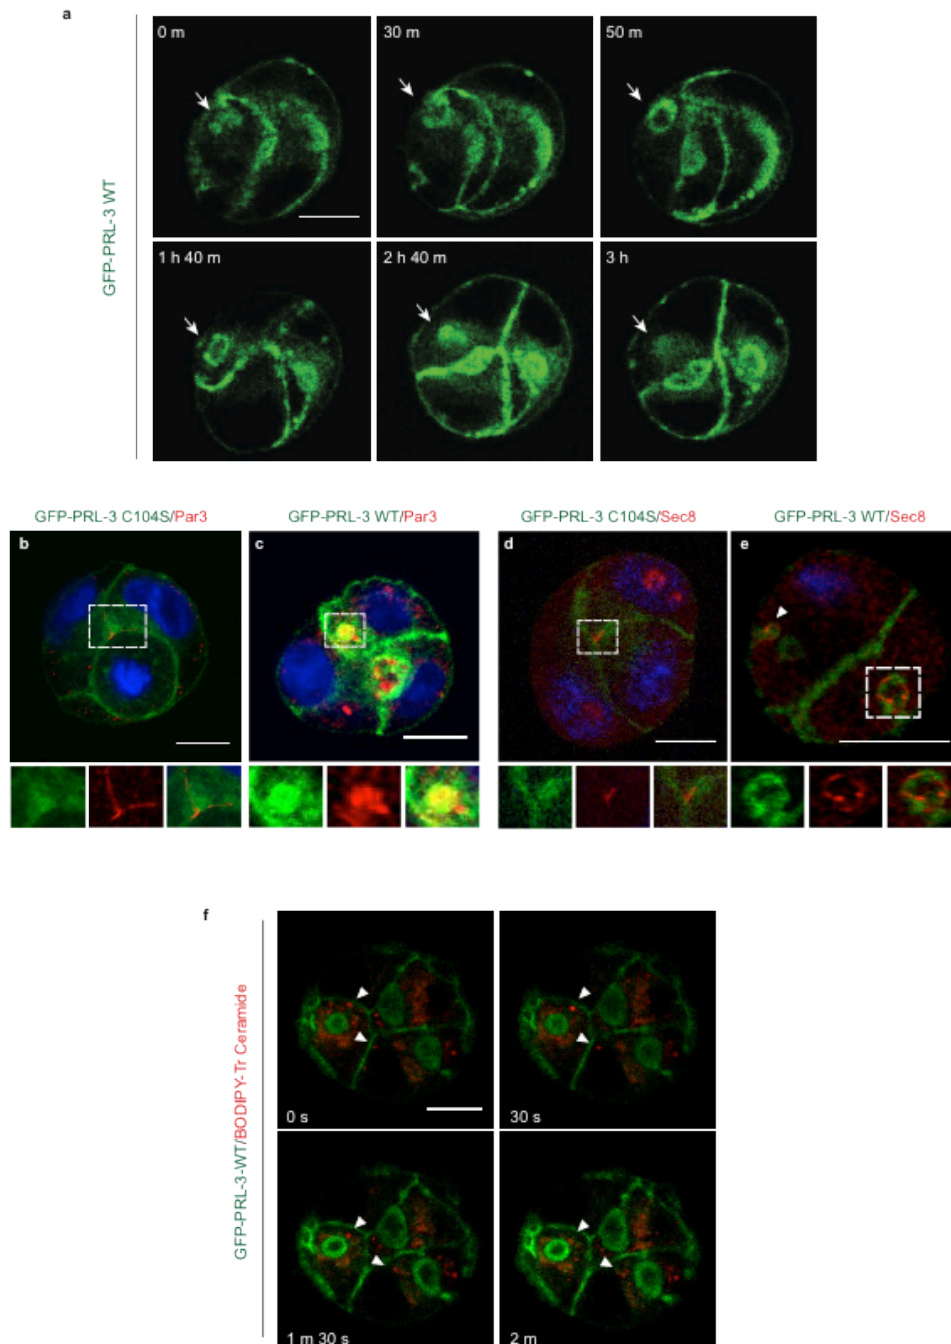 a
GFP-PRL-3 WT
0 m
30 m
50 m
1 h 40 m
2 h 40 m
3 h
GFP-PRL-3 C104S/Par3
GFP-PRL-3 WT/Par3
GFP-PRL-3 C104S/Sec8
GFP-PRL-3 WT/Sec8
b
c
d
e
f
GFP-PRL-3-WT/BODIPY-Tr Ceramide
0 s
30 s
1 m 30 s
2 m